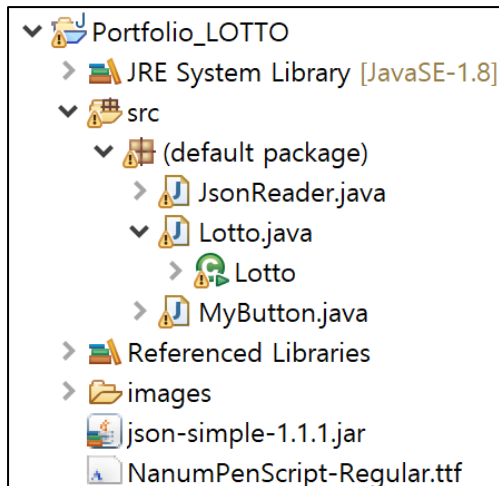 Portfolio_LOTTO
JRE System Library [JavaSE-1.8]
src
(default package)
JsonReader.java
Lotto.java
Lotto
MyButton.java
Referenced Libraries
images
json-simple-1.1.1.jar
NanumPenScript-Regular.ttf